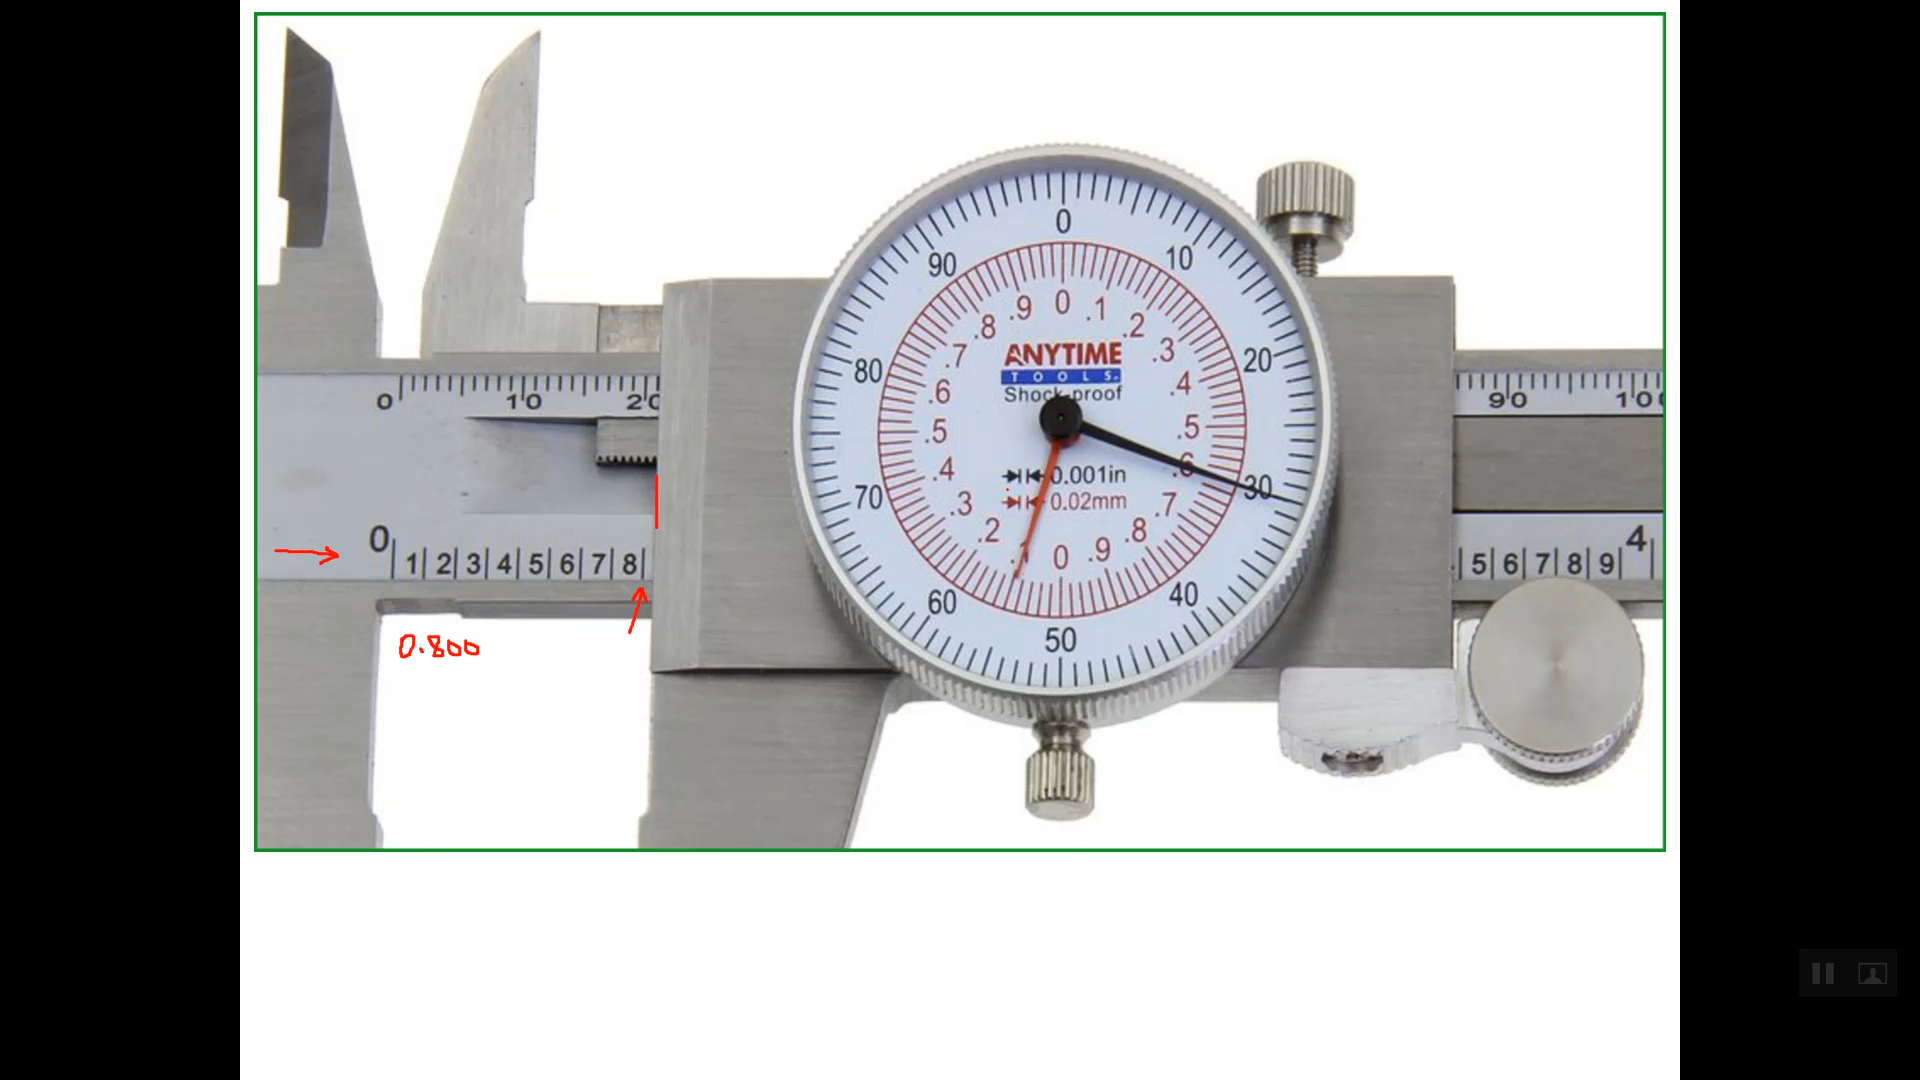 0
10
90
20
80
30
70
40
60
50
0 .1 .2 .3 .4 .5 .6 .7 .8 .9 0 .1 .2 .3 .4 .5 .6 .7 .8 .9
ANYTIME
TOOLS.
Shock-proof
0.001in
0.02mm
0 10 20
90 100
0 1 2 3 4 5 6 7 8
5 6 7 8 9 4
0.800